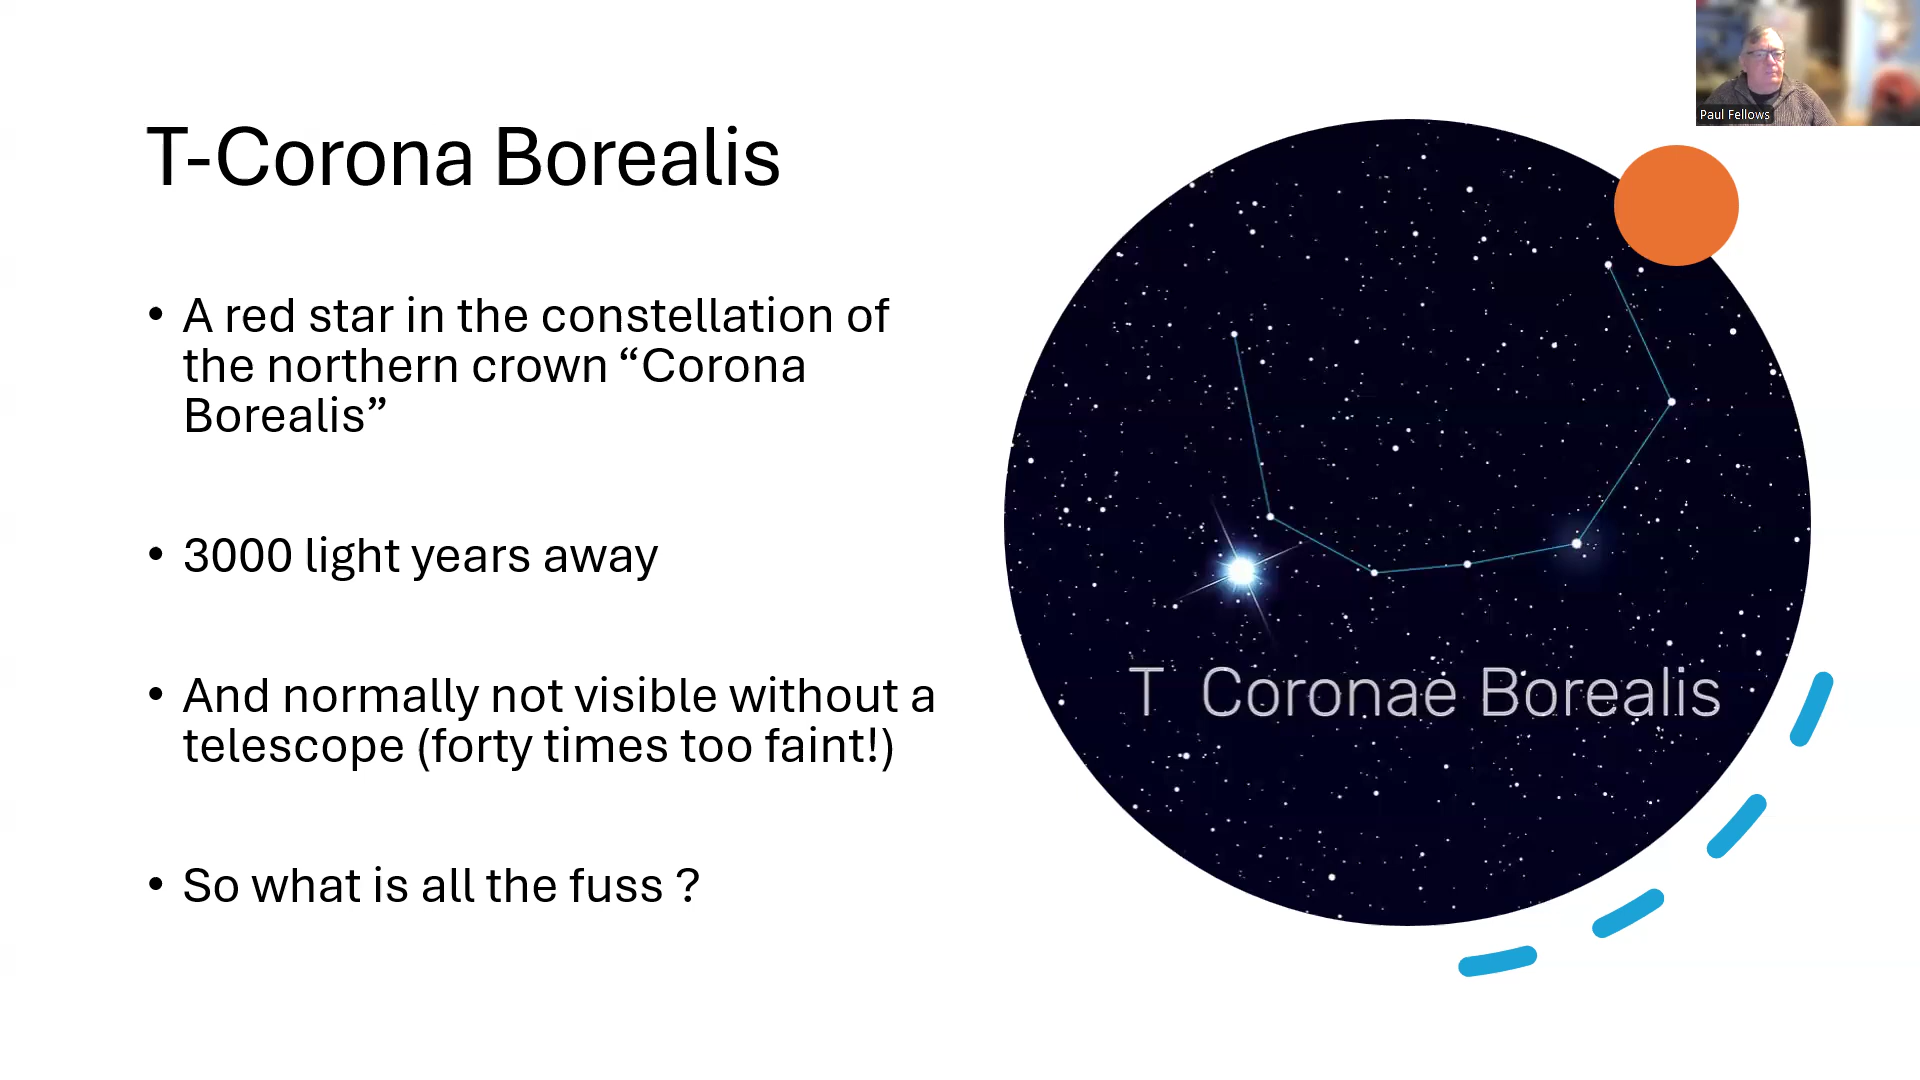 Paul Fellows
T-Corona Borealis
• A red star in the constellation of
the northern crown “Corona
Borealis”
• 3000 light years away
• And normally not visible without a
telescope (forty times too faint!)
• So what is all the fuss ?
T Coronae Borealis